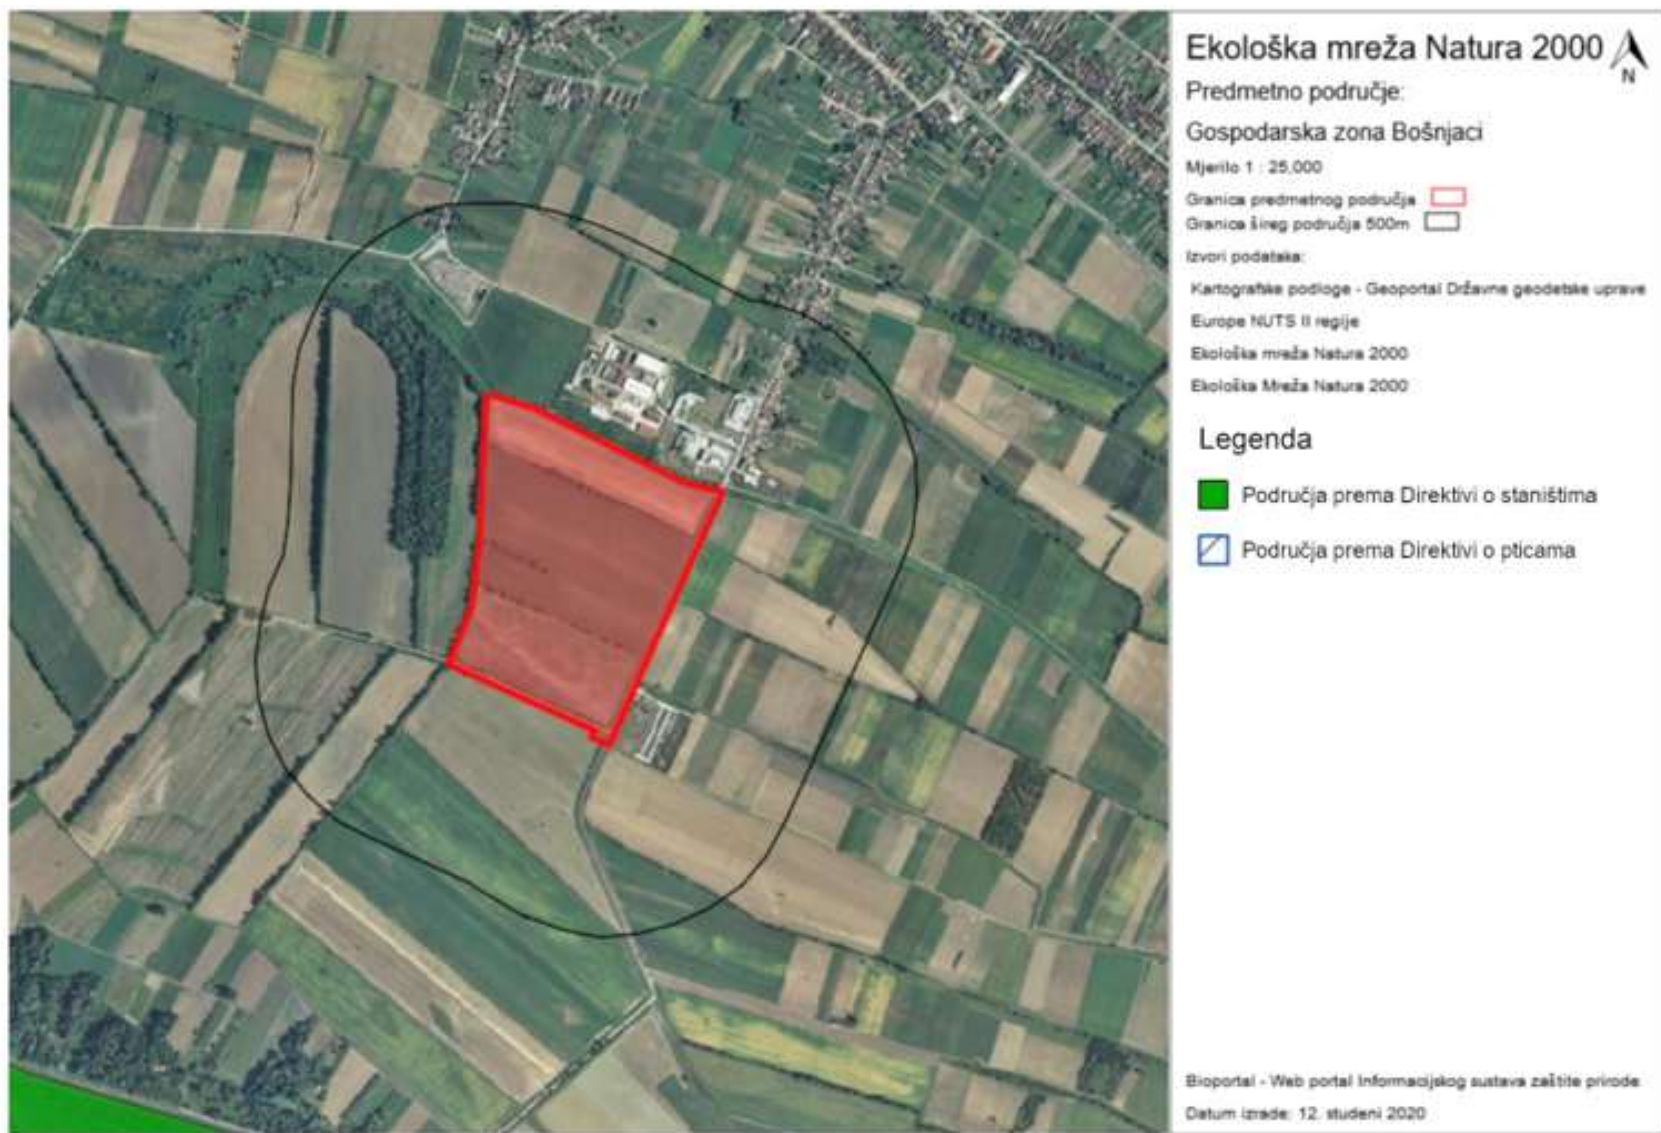 Ekološka mreža Natura 2000
N
Predmetno područje:
Gospodarska zona Bošnjaci
Mjerilo 1 : 25,000
Granica predmetnog područja
Granica šireg područja 500m
Izvori podataka:
Kartografske podloge - Geoportal Državne geodetske uprave
Europe NUTS II regije
Ekološka mreža Natura 2000
Ekološka Mreža Natura 2000
Legenda
Područja prema Direktivi o staništima
Područja prema Direktivi o pticama
Bioportal - Web portal Informacijskog sustava zaštite prirode
Datum izrade: 12. studeni 2020